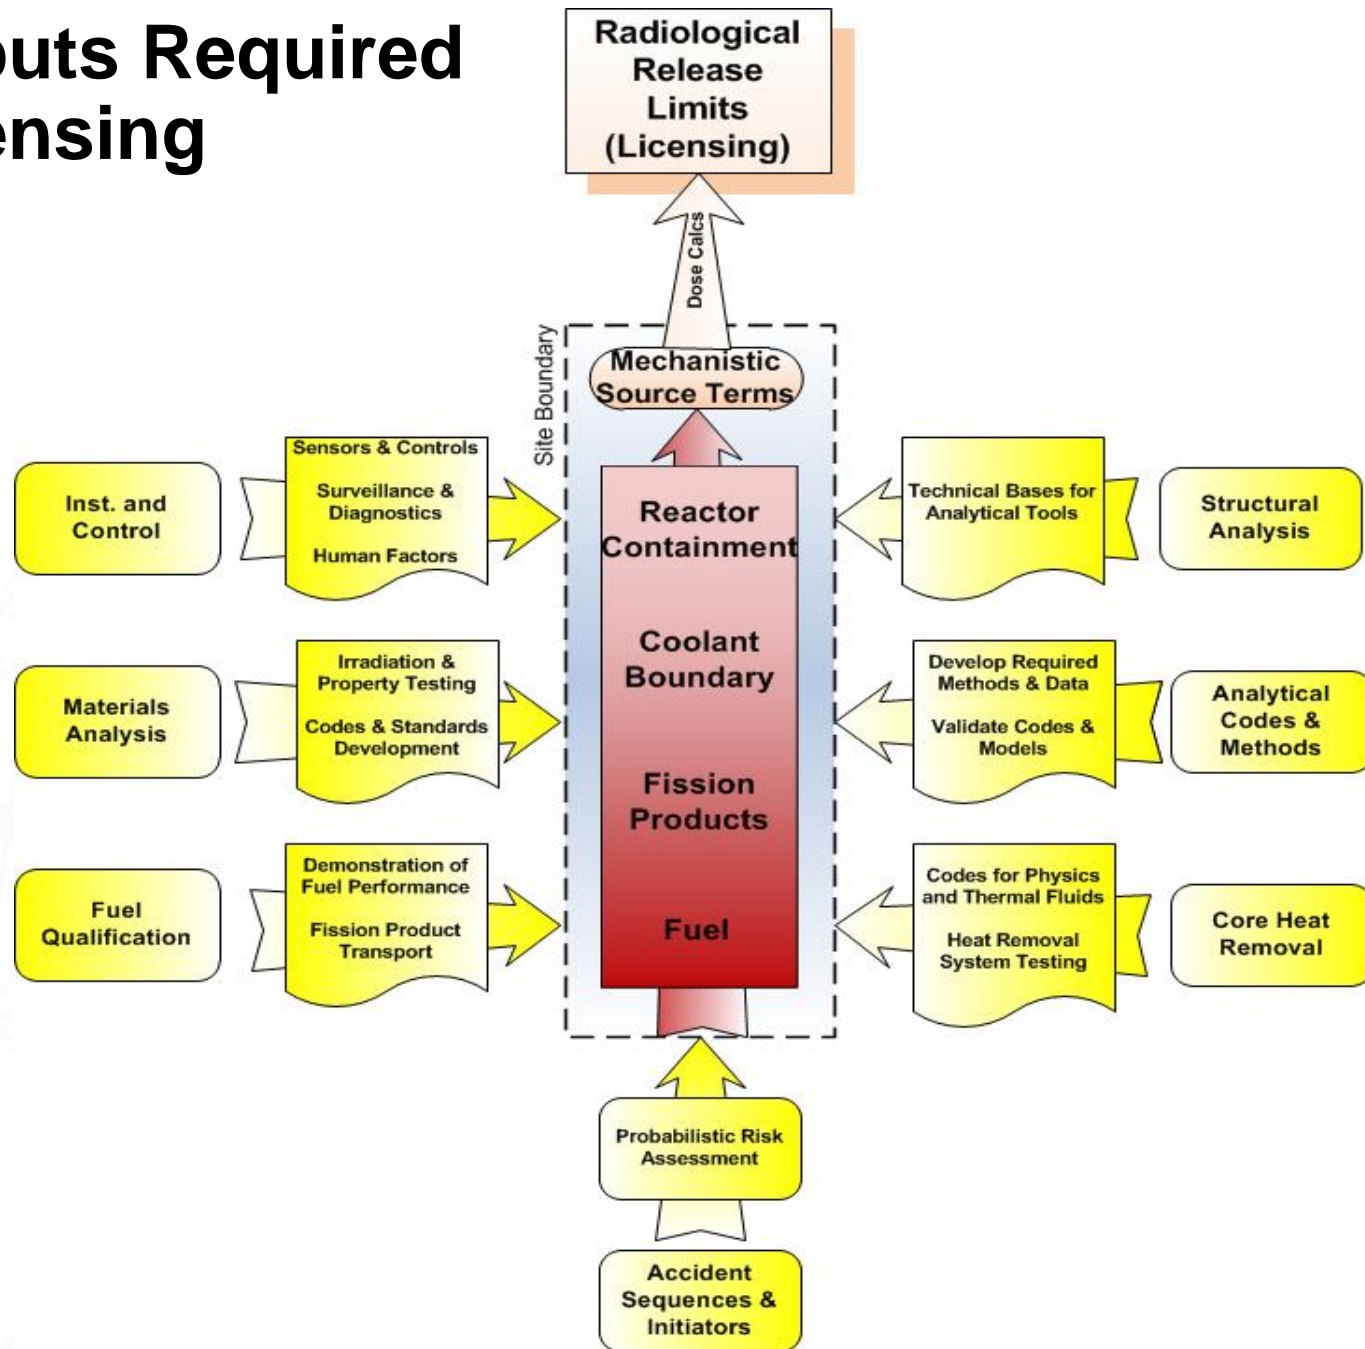 puts Required
ensing
Radiological
Release
Limits
(Licensing)
Dose Calcs
Site Boundary
Mechanistic
Source Terms
Inst. and
Control
Sensors & Controls
Surveillance &
Diagnostics
Human Factors
Reactor
Containment
Technical Bases for
Analytical Tools
Structural
Analysis
Materials
Analysis
Irradiation &
Property Testing
Codes & Standards
Development
Coolant
Boundary
Develop Required
Methods & Data
Validate Codes &
Models
Analytical
Codes &
Methods
Fuel
Qualification
Demonstration of
Fuel Performance
Fission Product
Transport
Fission
Products
Fuel
Codes for Physics
and Thermal Fluids
Heat Removal
System Testing
Core Heat
Removal
Probabilistic Risk
Assessment
Accident
Sequences &
Initiators